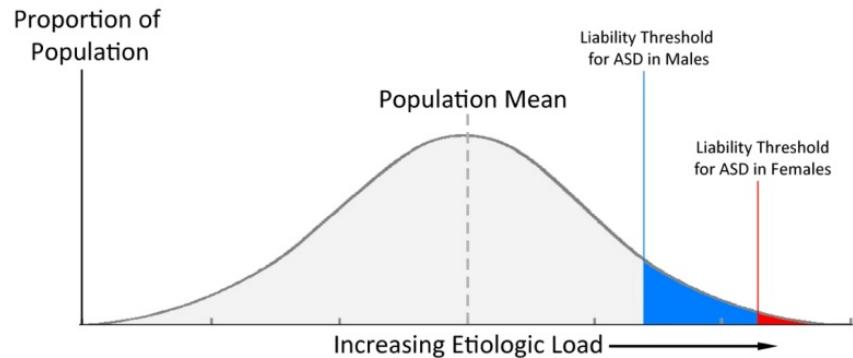 Proportion of
Population
Liability Threshold
for ASD in Males
Population Mean
Liability Threshold
for ASD in Females
Increasing Etiologic Load